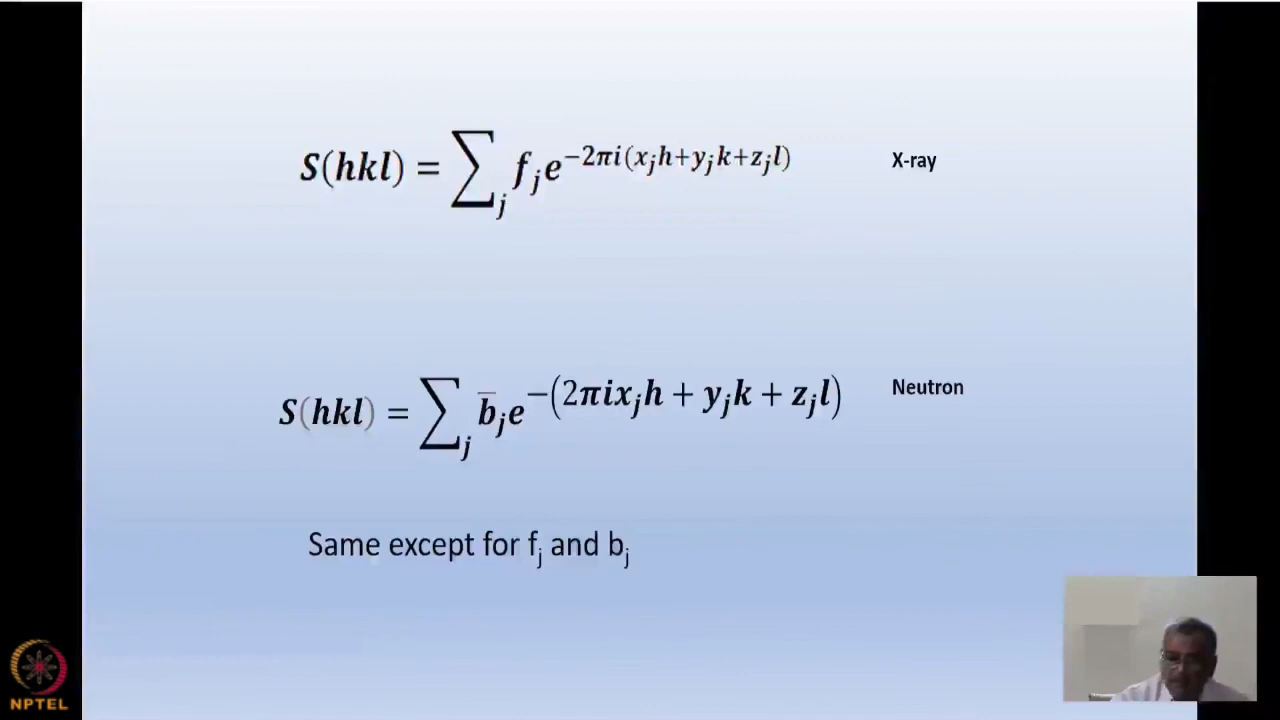 S(hkl) = ∑_j f_j e^{−2πi(x_j h+y_j k+z_j l)} X-ray
S(hkl) = ∑_j b̄_j e^{−(2πix_j h + y_j k + z_j l)} Neutron
Same except for f_j and b_j
NPTEL